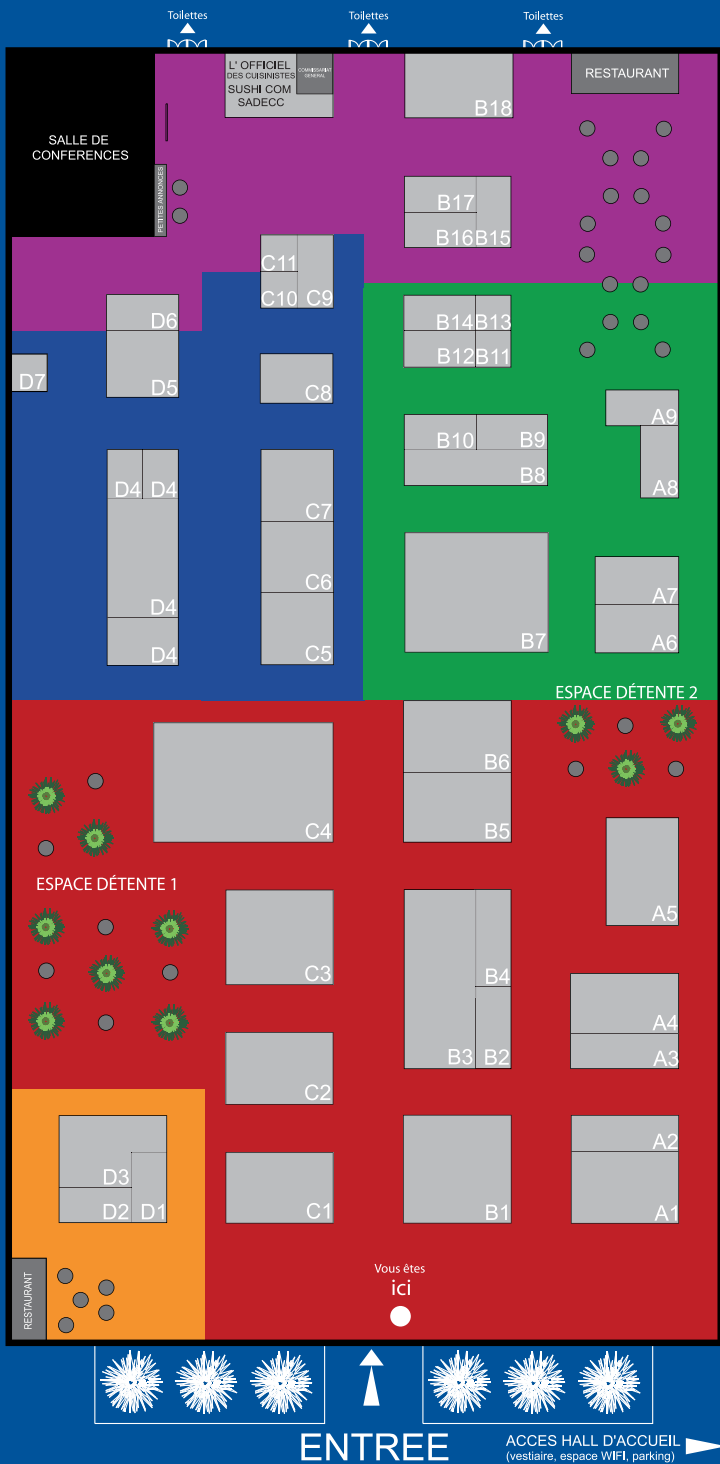 Toilettes
Toilettes
Toilettes
L' OFFICIEL
DES CUISINISTES
SUSHI COM
SADECC
COMMISSARIAT
GENERAL
RESTAURANT
B18
SALLE DE
CONFERENCES
PETITES ANNONCES
B17
B16
B15
C11
C10
C9
D6
B14
B13
D7
D5
C8
B12
B11
A9
B10
B9
B8
D4
D4
C7
A8
C6
D4
A7
D4
C5
B7
A6
ESPACE DÉTENTE 2
B6
C4
B5
ESPACE DÉTENTE 1
A5
C3
B4
A4
B3
B2
A3
C2
A2
D3
D2
D1
C1
B1
A1
RESTAURANT
Vous êtes
ici
ENTREE
ACCES HALL D'ACCUEIL
(vestiaire, espace WIFI, parking)